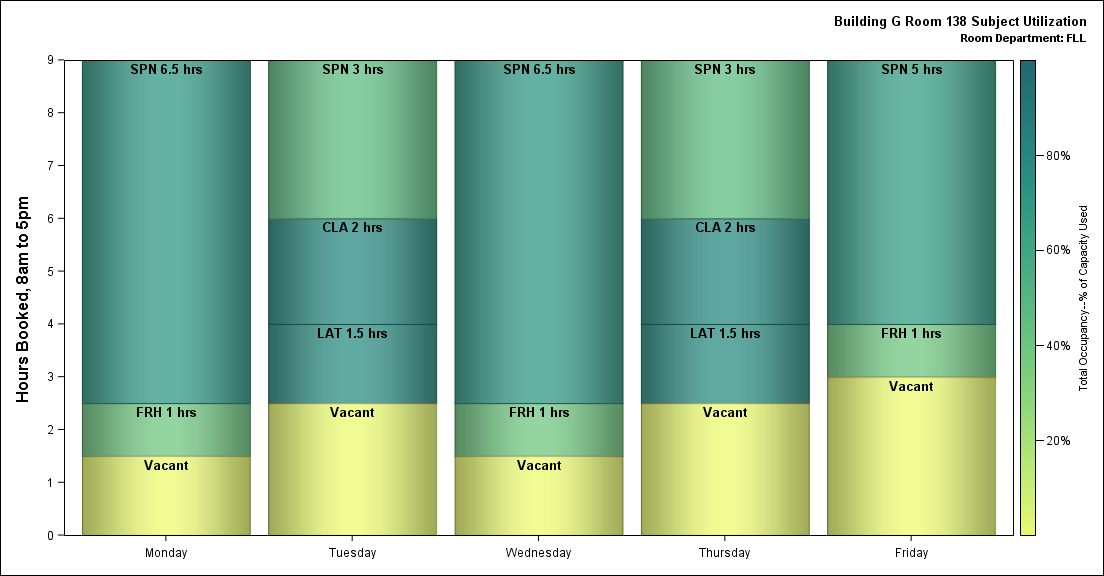 Building G Room 138 Subject Utilization
Room Department: FLL
Hours Booked, 8am to 5pm
9
8
7
6
5
4
3
2
1
0
SPN 6.5 hrs
FRH 1 hrs
Vacant
Monday
SPN 3 hrs
CLA 2 hrs
LAT 1.5 hrs
Vacant
Tuesday
SPN 6.5 hrs
FRH 1 hrs
Vacant
Wednesday
SPN 3 hrs
CLA 2 hrs
LAT 1.5 hrs
Vacant
Thursday
SPN 5 hrs
FRH 1 hrs
Vacant
Friday
80%
60%
40%
20%
Total Occupancy--% of Capacity Used